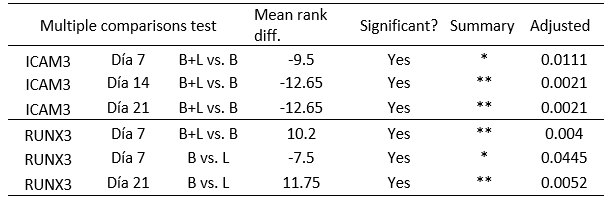 Multiple comparisons test Mean rank diff. Significant? Summary Adjusted
ICAM3 Día 7 B+L vs. B -9.5 Yes * 0.0111
ICAM3 Día 14 B+L vs. B -12.65 Yes ** 0.0021
ICAM3 Día 21 B+L vs. B -12.65 Yes ** 0.0021
RUNX3 Día 7 B+L vs. B 10.2 Yes ** 0.004
RUNX3 Día 7 B vs. L -7.5 Yes * 0.0445
RUNX3 Día 21 B vs. L 11.75 Yes ** 0.0052